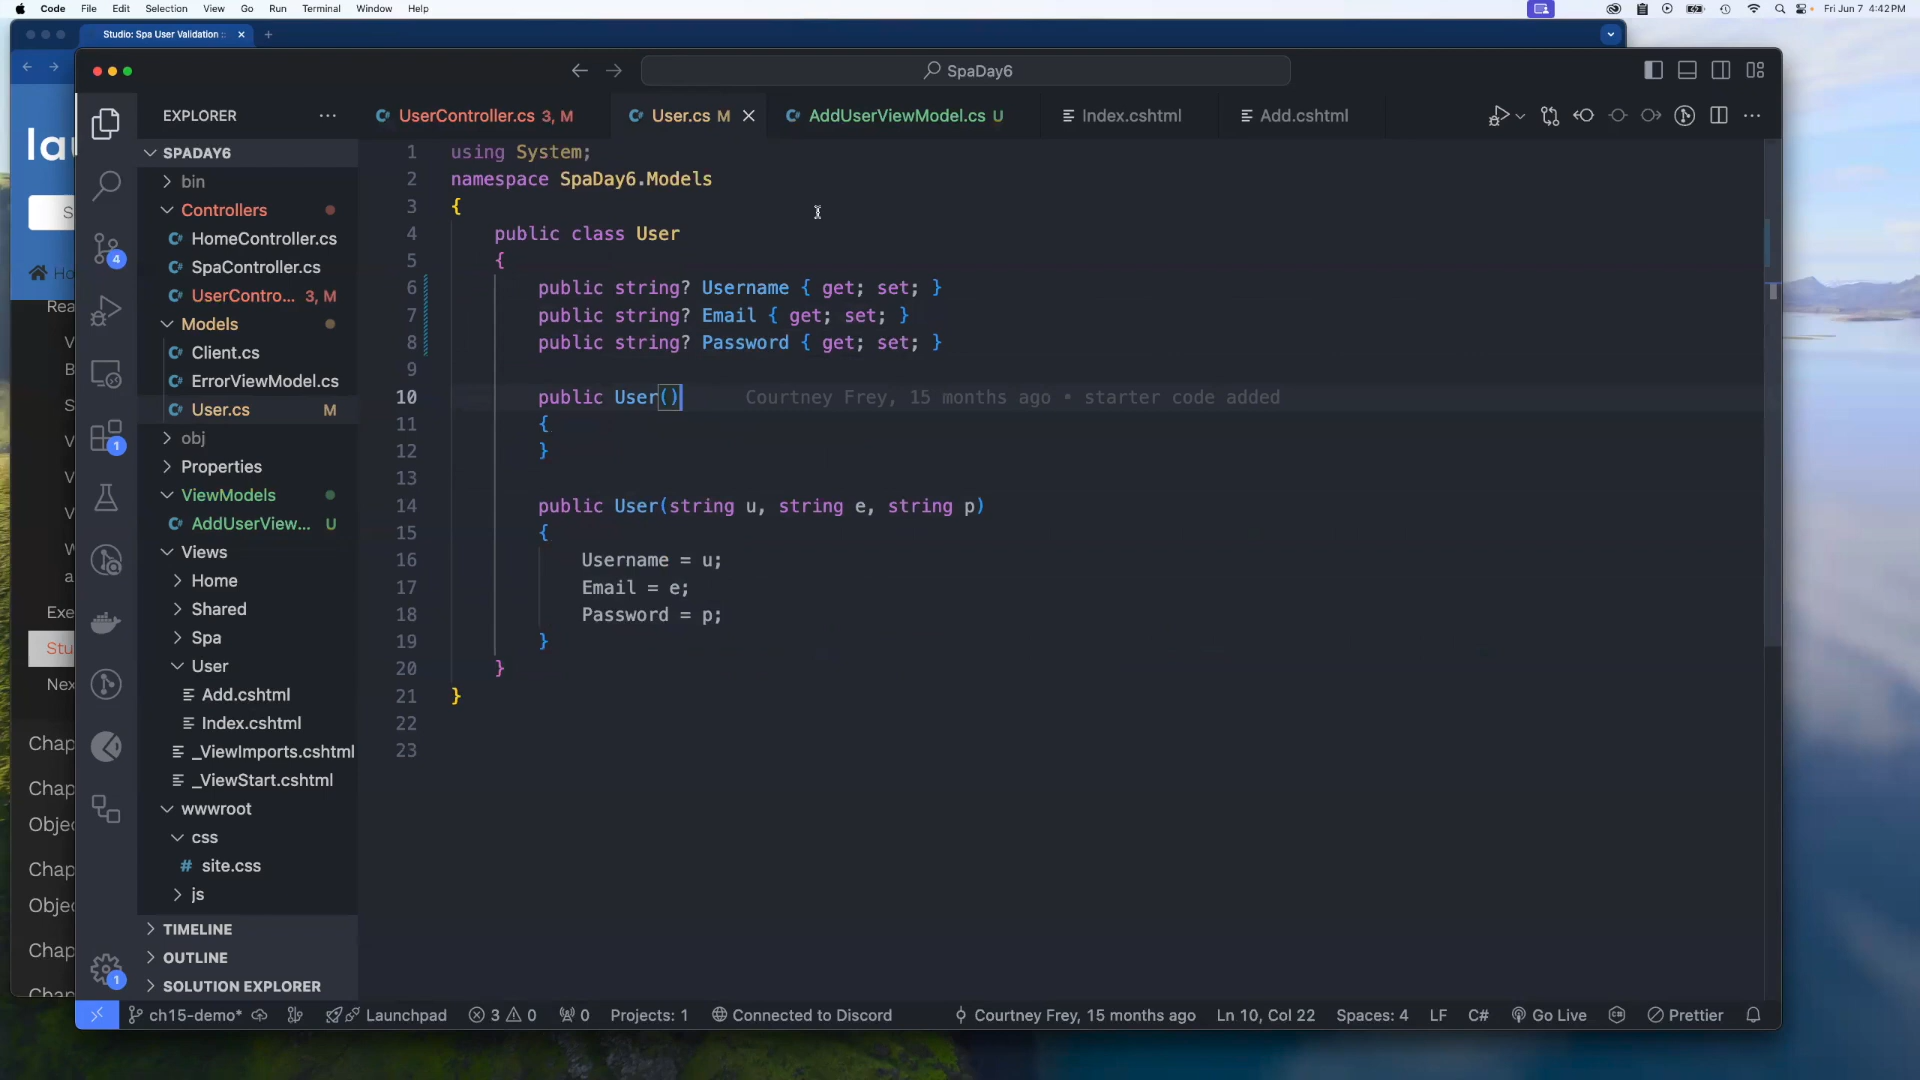 Code File Edit Selection View Go Run Terminal Window Help
Fri Jun 7 4:42 PM
Studio: Spa User Validation ::
SpaDay6
EXPLORER
UserController.cs 3, M
User.cs M
AddUserViewModel.cs U
Index.cshtml
Add.cshtml
SPADAY6
bin
Controllers
HomeController.cs
SpaController.cs
UserContro... 3, M
Models
Client.cs
ErrorViewModel.cs
User.cs M
obj
Properties
ViewModels
AddUserView... U
Views
Home
Shared
Spa
User
Add.cshtml
Index.cshtml
_ViewImports.cshtml
_ViewStart.cshtml
wwwroot
css
# site.css
js
TIMELINE
OUTLINE
SOLUTION EXPLORER
4
1
1
1 using System;
2 namespace SpaDay6.Models
3 {
4 public class User
5 {
6 public string? Username { get; set; }
7 public string? Email { get; set; }
8 public string? Password { get; set; }
9
10 public User() Courtney Frey, 15 months ago • starter code added
11 {
12 }
13
14 public User(string u, string e, string p)
15 {
16 Username = u;
17 Email = e;
18 Password = p;
19 }
20 }
21 }
22
23
ch15-demo* Launchpad 3 0 0 Projects: 1 Connected to Discord Courtney Frey, 15 months ago Ln 10, Col 22 Spaces: 4 LF C# Go Live Prettier